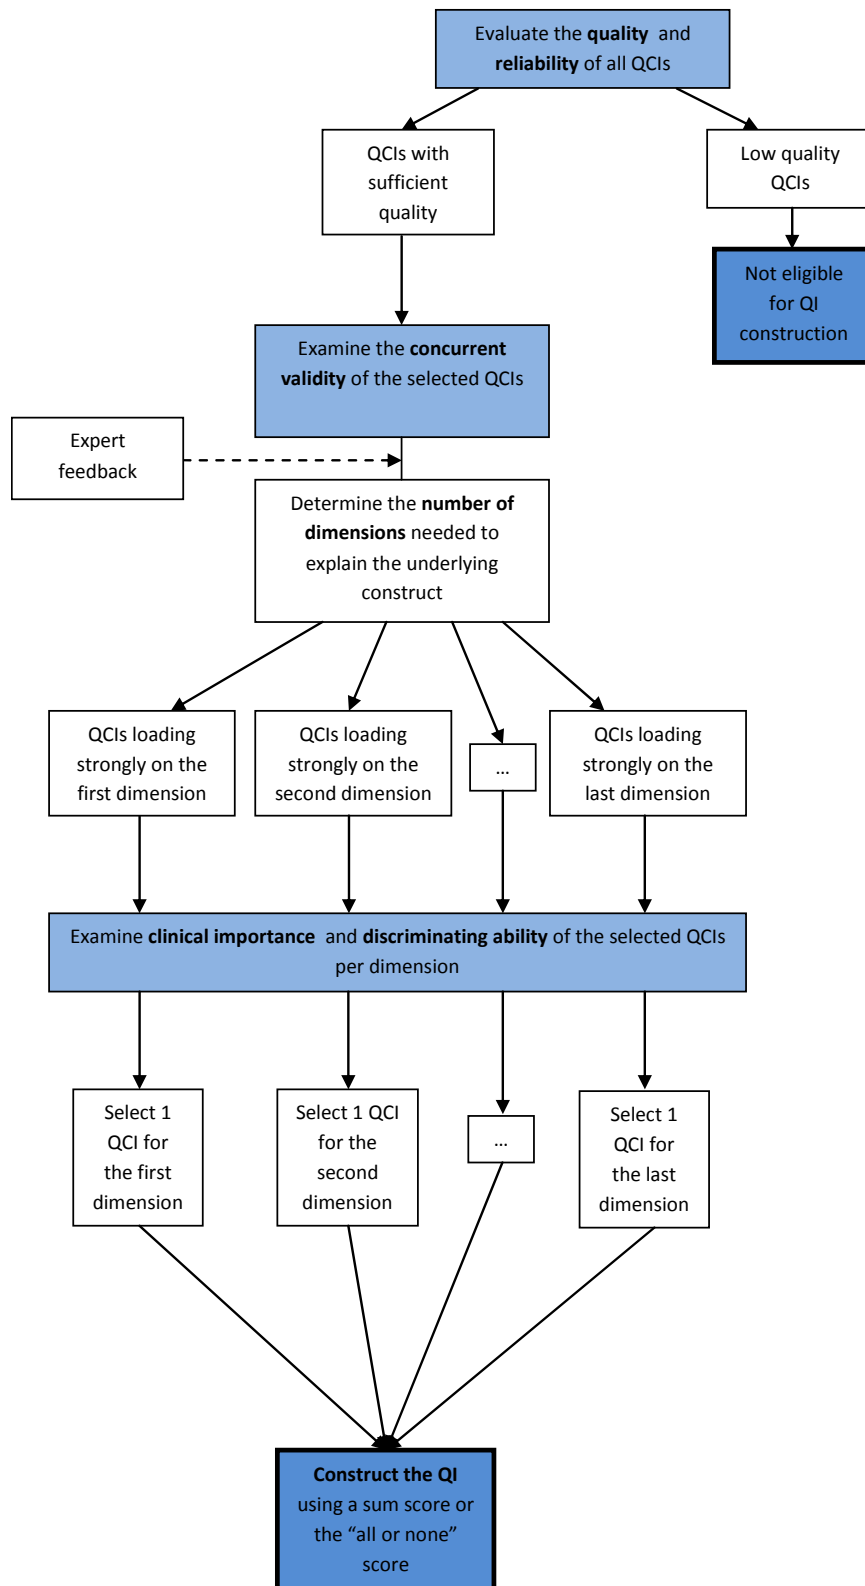 Evaluate the quality and
reliability of all QCIs
QCIs with
sufficient
quality
Low quality
QCIs
Not eligible
for QI
construction
Examine the concurrent
validity of the selected QCIs
Expert
feedback
Determine the number of
dimensions needed to
explain the underlying
construct
QCIs loading
strongly on the
first dimension
QCIs loading
strongly on the
second dimension
...
QCIs loading
strongly on the
last dimension
Examine clinical importance and discriminating ability of the selected QCIs
per dimension
Select 1
QCI for
the first
dimension
Select 1 QCI
for the
second
dimension
...
Select 1
QCI for
the last
dimension
Construct the QI
using a sum score or
the “all or none”
score